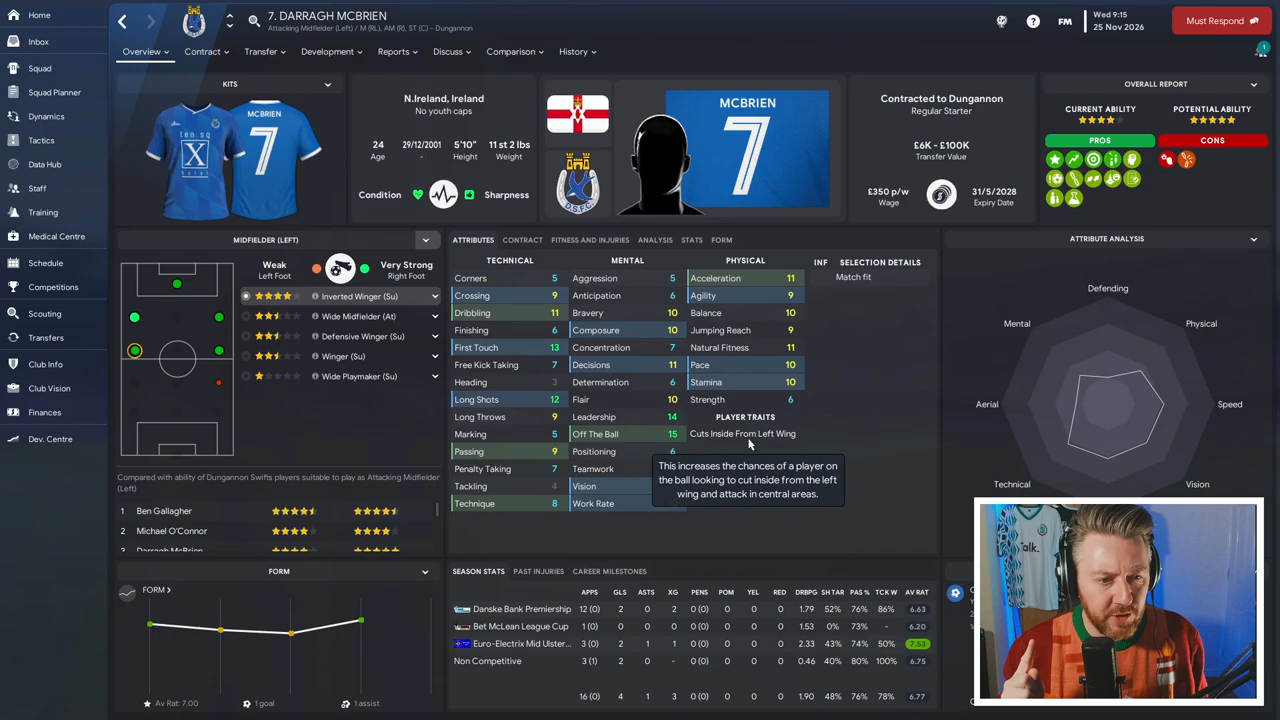 Home
Inbox
Squad
Squad Planner
Dynamics
Tactics
Data Hub
Staff
Training
Medical Centre
Schedule
Competitions
Scouting
Transfers
Club Info
Club Vision
Finances
Dev. Centre
7. DARRAGH MCBRIEN
Attacking Midfielder (Left) / M (RL), AM (R), ST (C) - Dungannon
FM
Wed 9:15
25 Nov 2026
Must Respond
Overview Contract Transfer Development Reports Discuss Comparison History
1
KITS
MCBRIEN
7
ten sq
X
hotel
N.Ireland, Ireland
No youth caps
24
Age
5'10"
Height
11 st 2 lbs
Weight
Condition
Sharpness
D.S.F.C.
MCBRIEN
7
Contracted to Dungannon
Regular Starter
£6K - £100K
Transfer Value
£350 p/w
Wage
31/5/2028
Expiry Date
OVERALL REPORT
CURRENT ABILITY
POTENTIAL ABILITY
PROS
CONS
MIDFIELDER (LEFT)
Weak
Left Foot
Very Strong
Right Foot
Inverted Winger (Su)
Wide Midfielder (At)
Defensive Winger (Su)
Winger (Su)
Wide Playmaker (Su)
Compared with ability of Dungannon Swifts players suitable to play as Attacking Midfielder
(Left)
1 Ben Gallagher
2 Michael O'Connor
3 Darragh McBrien
ATTRIBUTES CONTRACT FITNESS AND INJURIES ANALYSIS STATS FORM
TECHNICAL
Corners 5
Crossing 9
Dribbling 11
Finishing 6
First Touch 13
Free Kick Taking 7
Heading 3
Long Shots 12
Long Throws 9
Marking 5
Passing 9
Penalty Taking 7
Tackling 4
Technique 8
MENTAL
Aggression 5
Anticipation 6
Bravery 10
Composure 10
Concentration 7
Decisions 11
Determination 6
Flair 10
Leadership 14
Off The Ball 15
Positioning 6
Teamwork
Vision
Work Rate
PHYSICAL
Acceleration 11
Agility 9
Balance 10
Jumping Reach 9
Natural Fitness 11
Pace 10
Stamina 10
Strength 6
PLAYER TRAITS
Cuts Inside From Left Wing
This increases the chances of a player on
the ball looking to cut inside from the left
wing and attack in central areas.
INF SELECTION DETAILS
Match fit
ATTRIBUTE ANALYSIS
Defending
Physical
Speed
Vision
Technical
Aerial
Mental
Talk.
FORM
FORM >
Av Rat: 7.00
1 goal
1 assist
SEASON STATS PAST INJURIES CAREER MILESTONES
APPS GLS ASTS XG PENS POM YEL RED DRBPG SH TAR PAS % TCK W AV RAT
Danske Bank Premiership 12 (0) 2 0 2 0 (0) 0 0 0 1.79 52% 76% 86% 6.63
Bet McLean League Cup 1 (0) 0 0 0 0 (0) 0 0 0 1.53 0% 73% - 6.20
Euro-Electrix Mid Ulster... 3 (0) 2 1 1 0 (0) 0 0 0 2.33 43% 74% 50% 7.53
Non Competitive 3 (1) 2 0 - 0 (0) 0 0 0 0.46 40% 80% 100% 6.75
16 (0) 4 1 3 0 (0) 0 0 0 1.90 48% 76% 78% 6.77